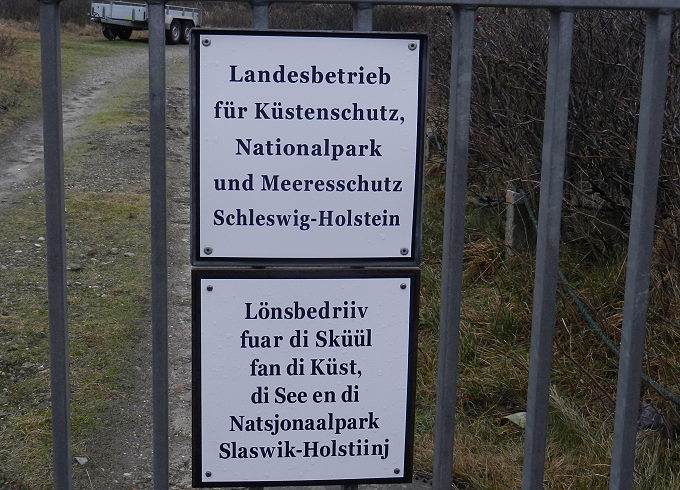 Landesbetrieb
für Küstenschutz,
Nationalpark
und Meeresschutz
Schleswig-Holstein
Lönsbedriiv
fuar di Sküül
fan di Küst,
di See en di
Natsjonaalpark
Slaswik-Holstiinj